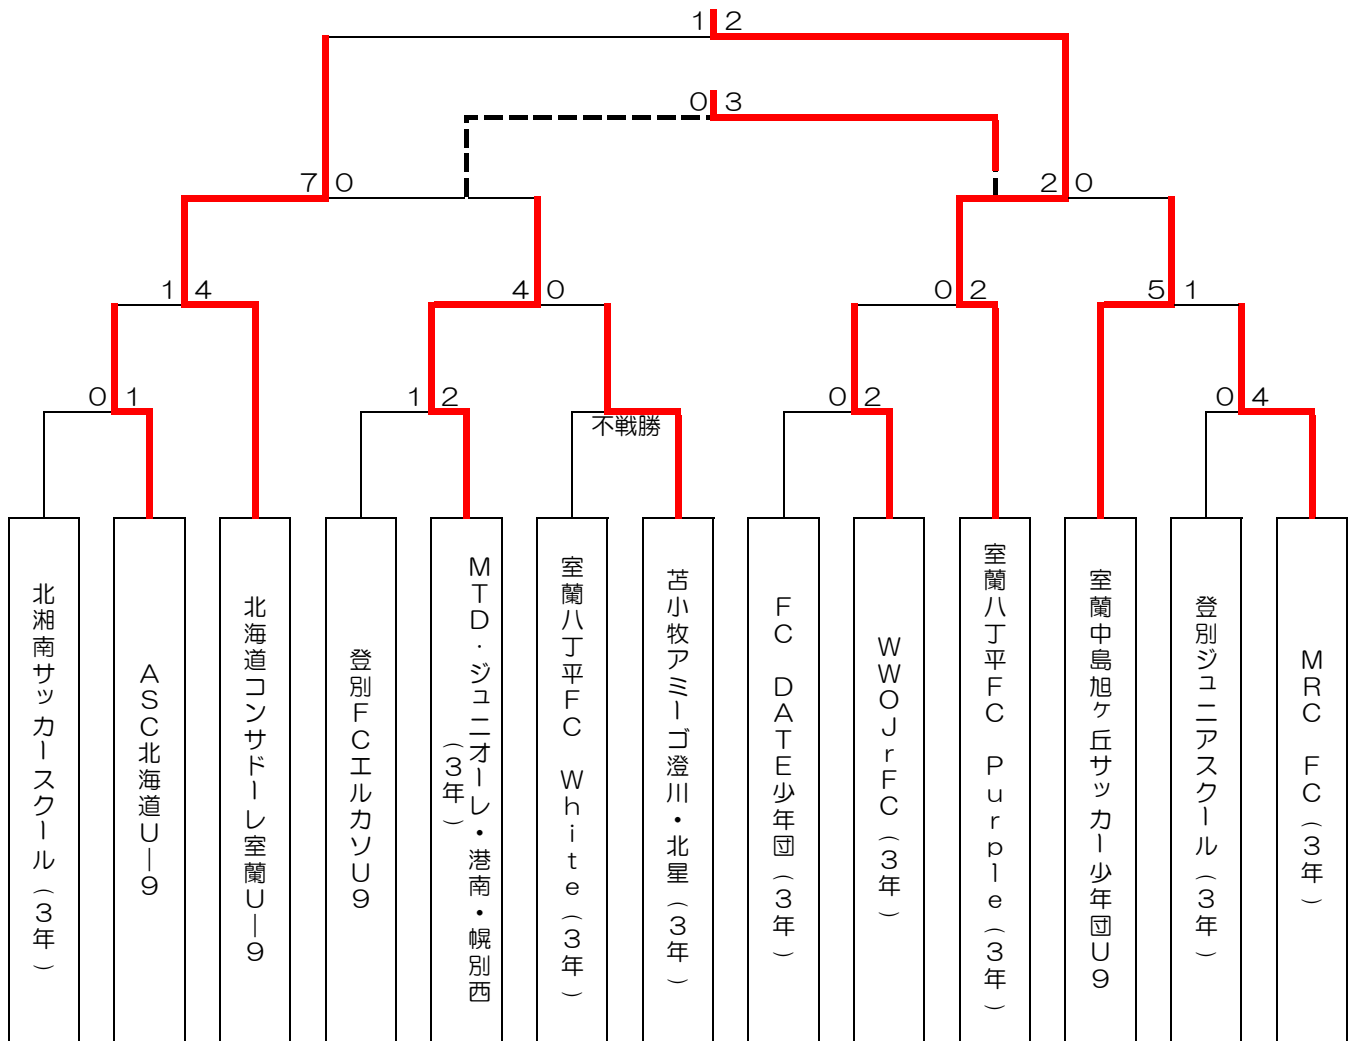 1 2
0 3
7 0
2 0
1 4
4 0
0 2
5 1
0 1
1 2
不戦勝
0 2
0 4
北湘南サッカースクール（3年）
ASC北海道U―9
北海道コンサドーレ室蘭U―9
登別FCエルカソU9
MTD・ジュニオーレ・港南・幌別西
（3年）
室蘭八丁平FC White（3年）
苫小牧アミーゴ澄川・北星（3年）
FC DATE少年団（3年）
WWOJrFC（3年）
室蘭八丁平FC Purple（3年）
室蘭中島旭ヶ丘サッカー少年団U9
登別ジュニアスクール（3年）
MRC FC（3年）